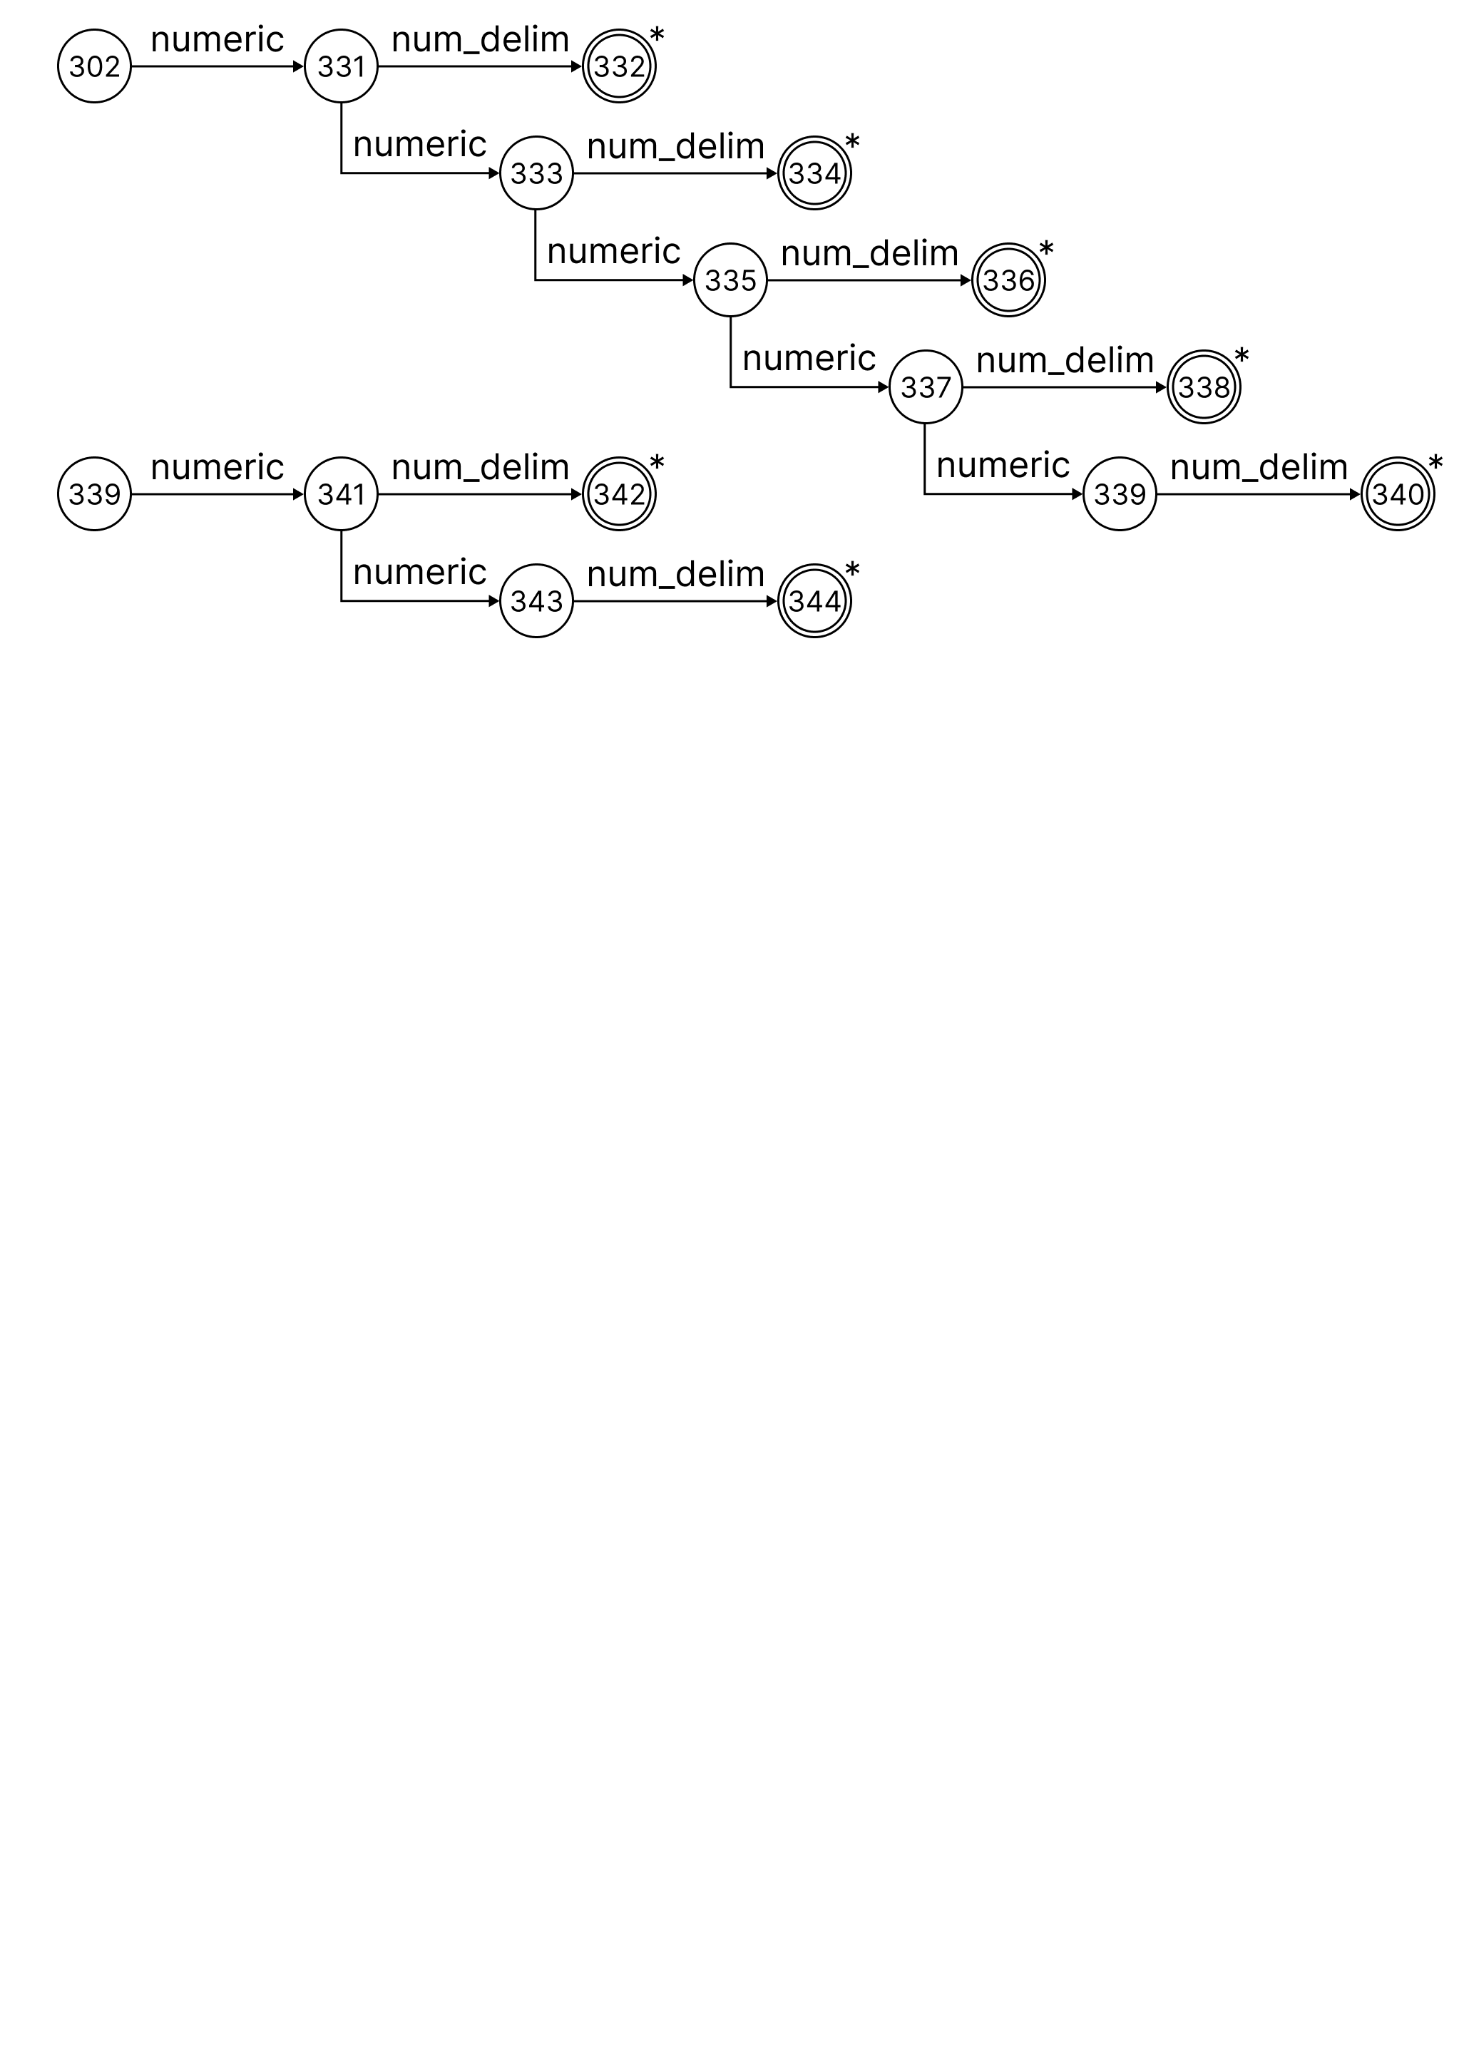 302 numeric 331 num_delim 332 *
numeric 333 num_delim 334 *
numeric 335 num_delim 336 *
numeric 337 num_delim 338 *
339 numeric 341 num_delim 342 * numeric 339 num_delim 340 *
numeric 343 num_delim 344 *